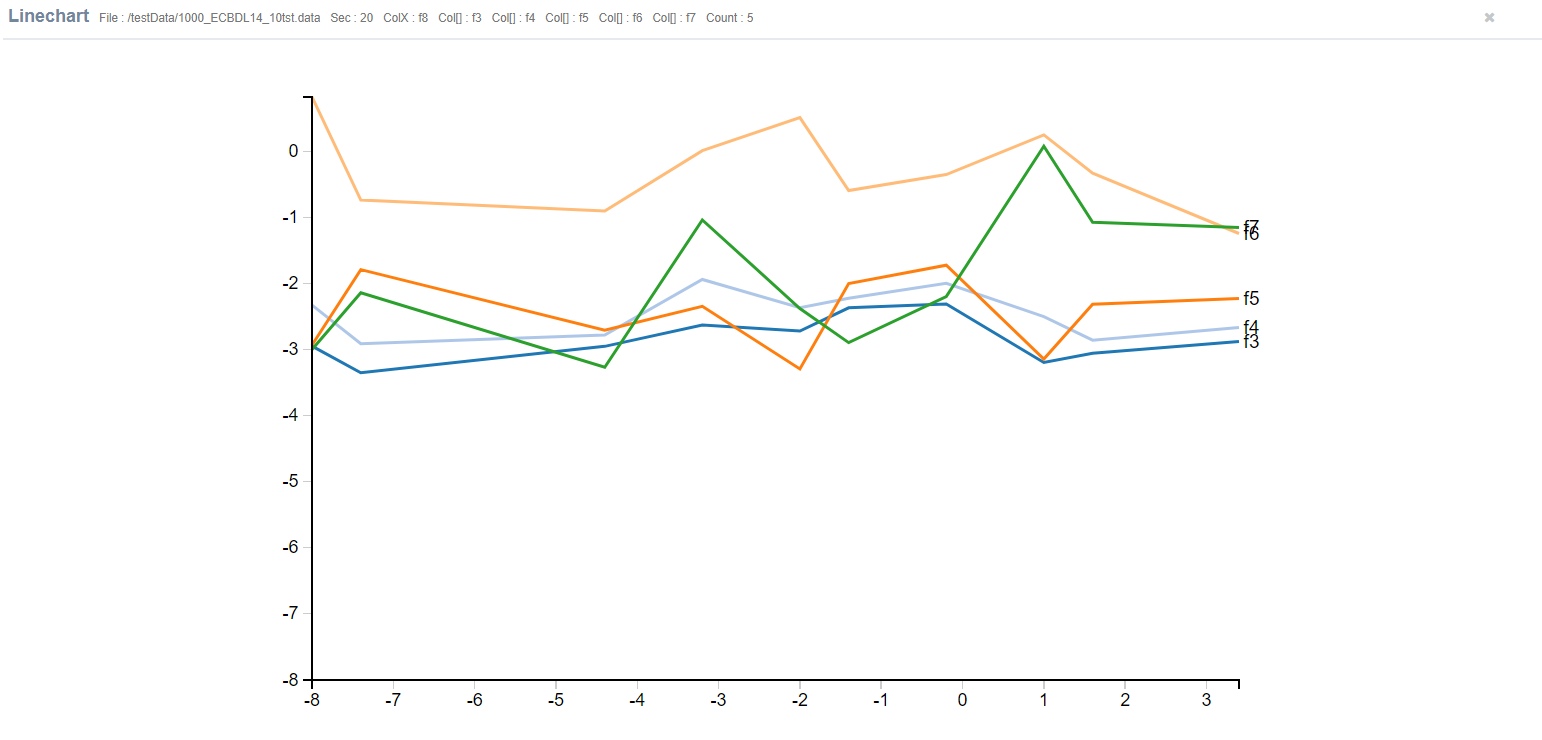 Linechart File : /testData/1000_ECBDL14_10tst.data Sec : 20 ColX : f8 Col[] : f3 Col[] : f4 Col[] : f5 Col[] : f6 Col[] : f7 Count : 5 ✖
0
-1
f7
f6
-2
f5
f4
-3
f3
-4
-5
-6
-7
-8
-8 -7 -6 -5 -4 -3 -2 -1 0 1 2 3